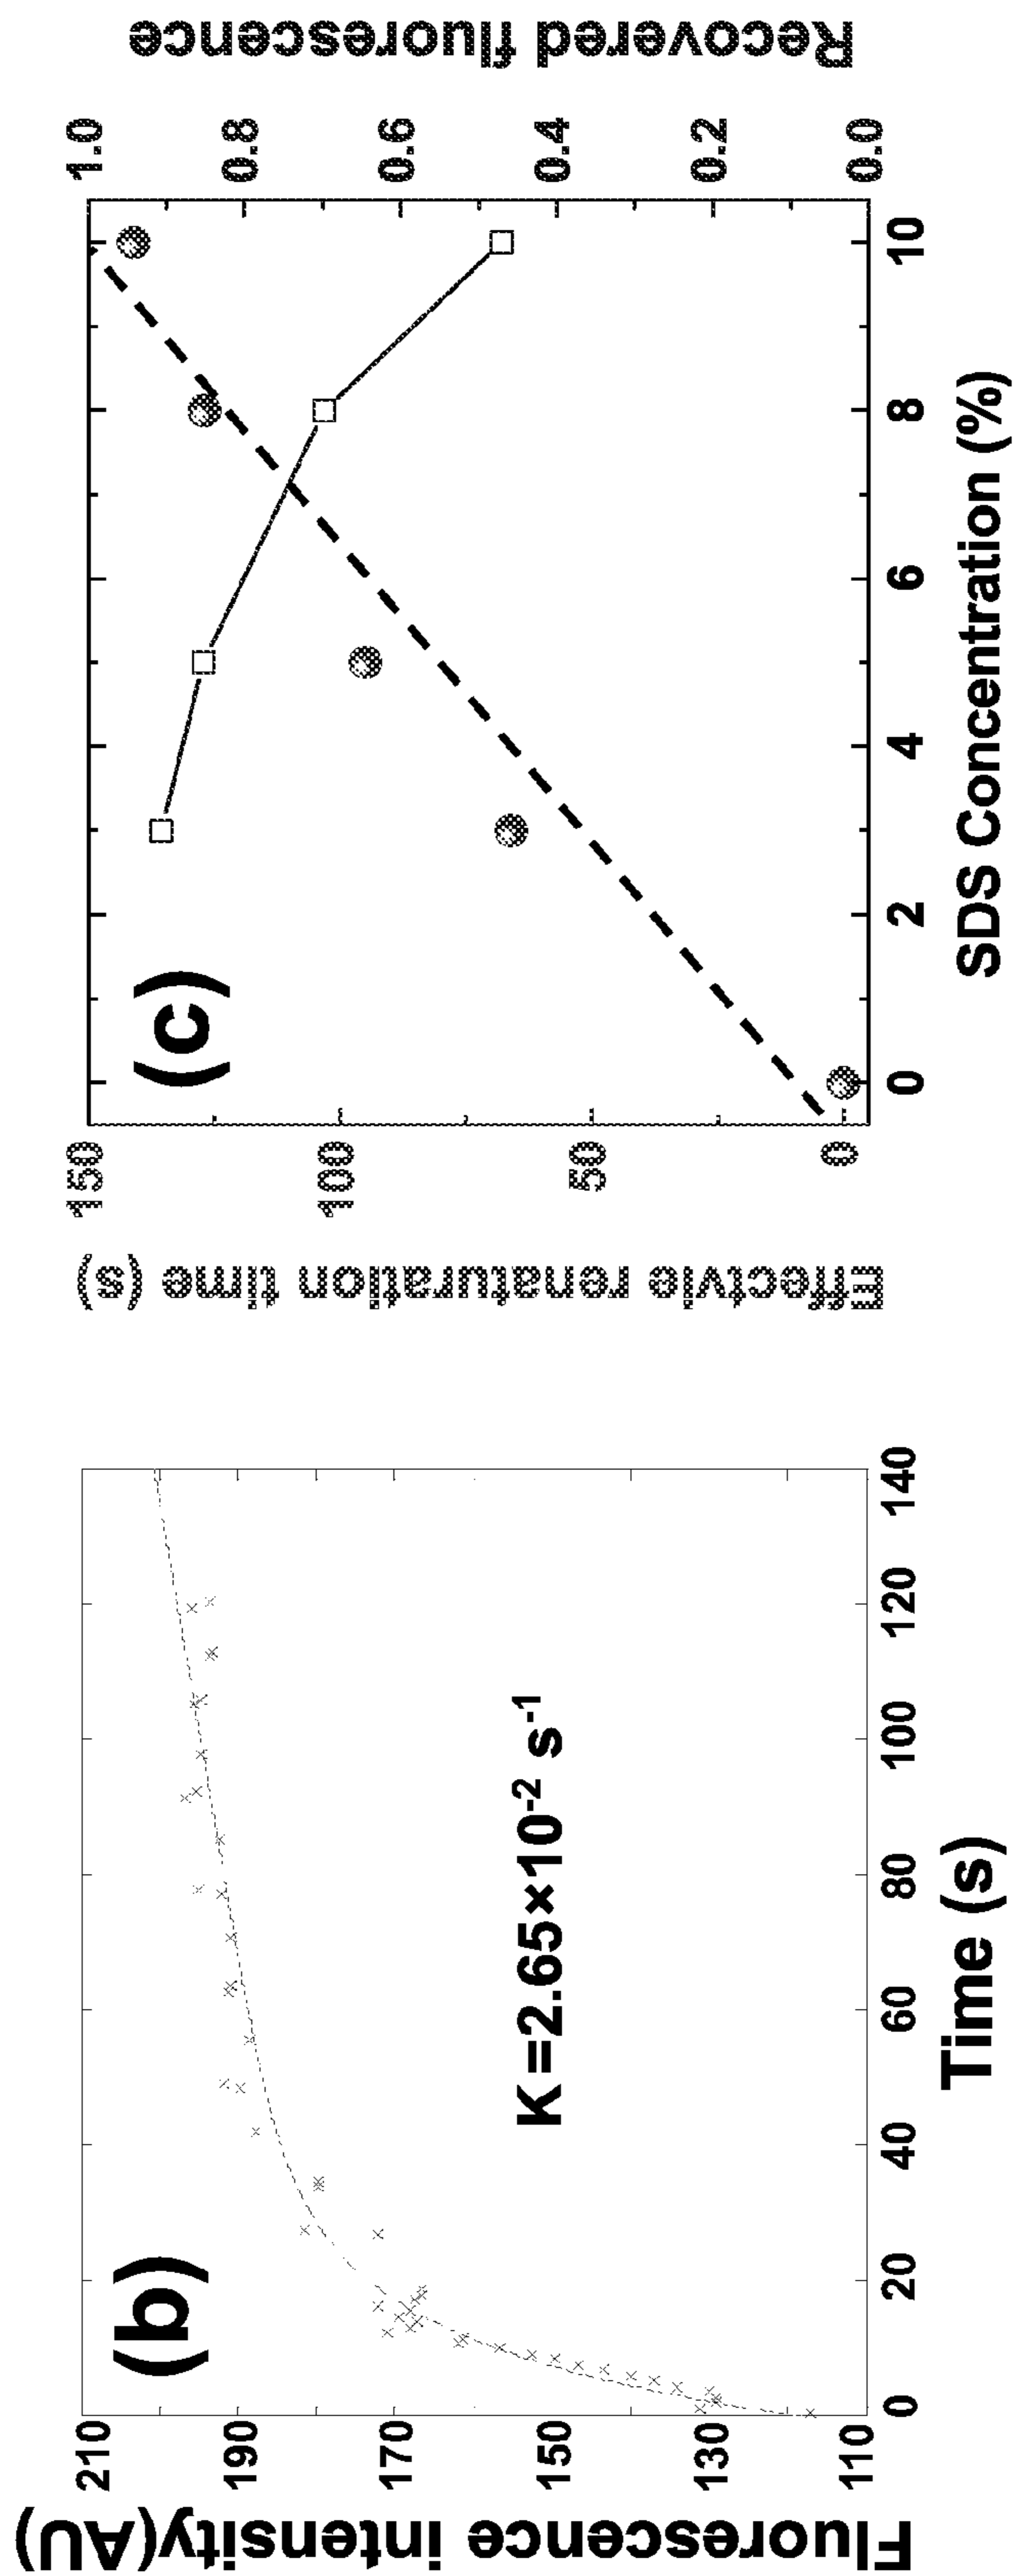 (b)
Fluorescence intensity(AU)
210
190
170
150
130
110
K =2.65×10⁻² s⁻¹
0 20 40 60 80 100 120 140
Time (s)
(c)
Effectvie renaturation time (s)
150
100
50
0
0 2 4 6 8 10
SDS Concentration (%)
1.0
0.8
0.6
0.4
0.2
0.0
Recovered fluorescence